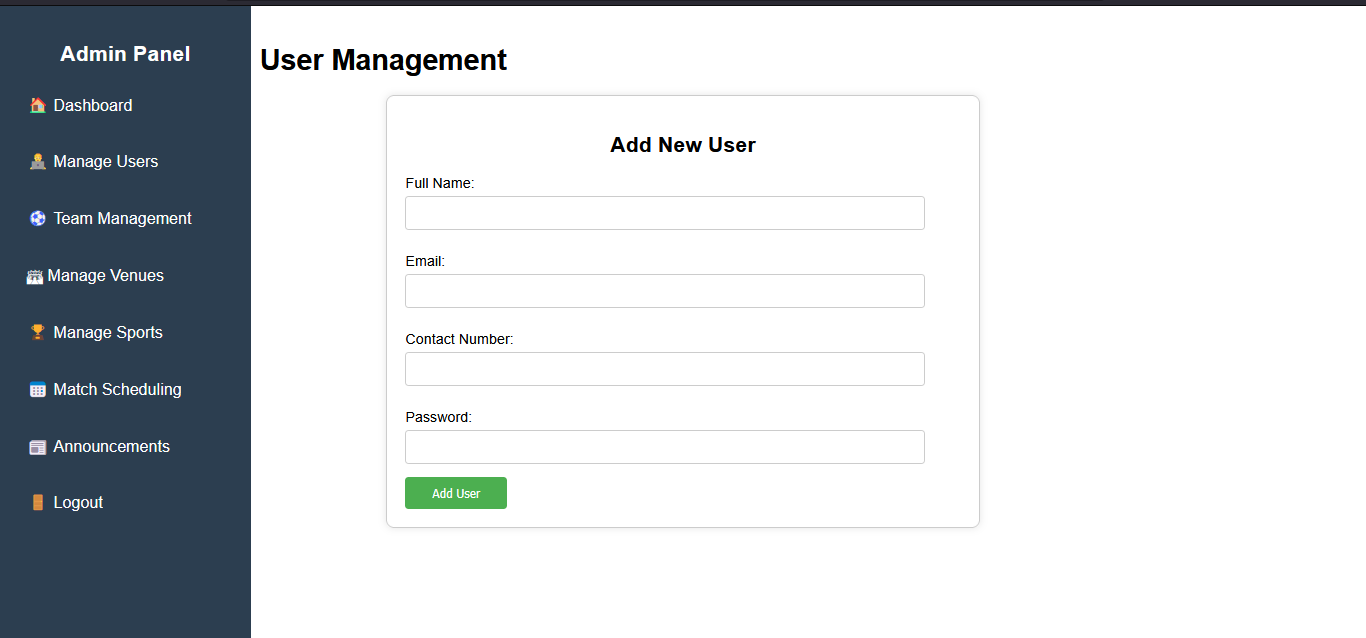 Admin Panel
Dashboard
Manage Users
Team Management
Manage Venues
Manage Sports
Match Scheduling
Announcements
Logout
User Management
Add New User
Full Name:
Email:
Contact Number:
Password:
Add User